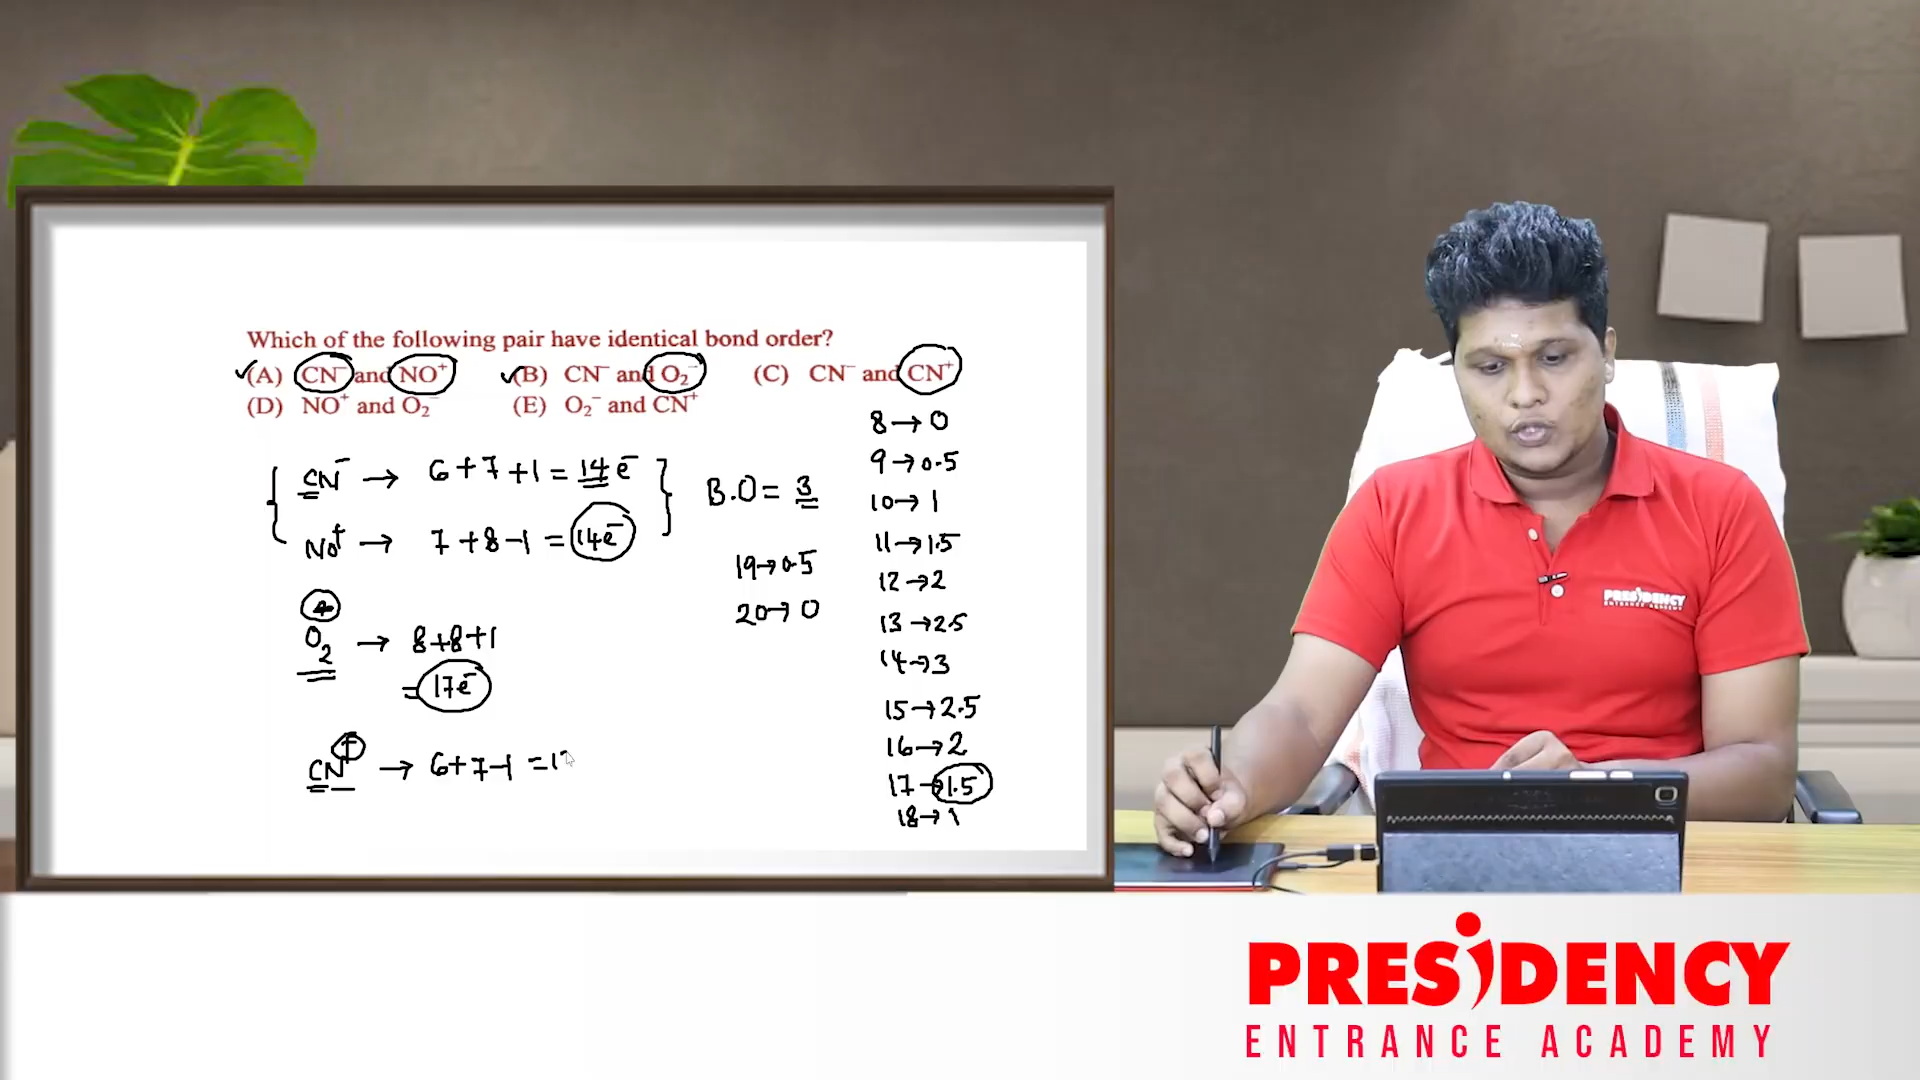 Which of the following pair have identical bond order?
✓(A) CN⁻ and NO⁺ ✓(B) CN⁻ and O₂⁻ (C) CN⁻ and CN⁺
(D) NO⁺ and O₂⁻ (E) O₂⁻ and CN⁺
CN⁻ → 6+7+1 = 14e⁻
NO⁺ → 7+8-1 = 14e⁻
B.O = 3
O₂ → 8+8+1
= 17e⁻
CN⁺ → 6+7-1 = 1
19→0.5
20→0
8→0
9→0.5
10→1
11→1.5
12→2
13→2.5
14→3
15→2.5
16→2
17→1.5
18→1
PRESIDENCY
ENTRANCE ACADEMY
PRESIDENCY
ENTRANCE ACADEMY